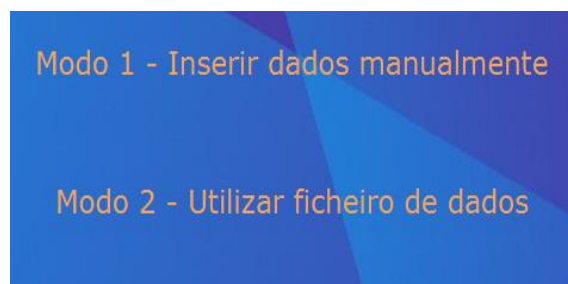 Modo 1 - Inserir dados manualmente
Modo 2 - Utilizar ficheiro de dados